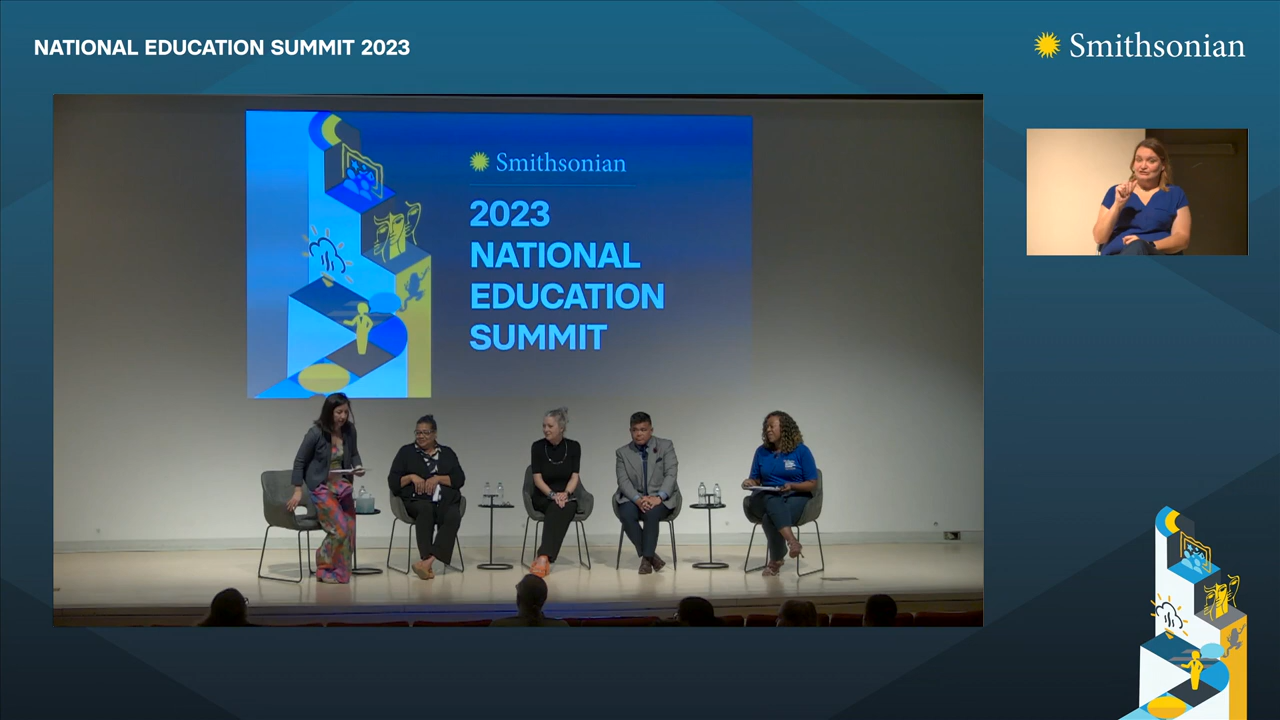 NATIONAL EDUCATION SUMMIT 2023
Smithsonian
Smithsonian
2023
NATIONAL
EDUCATION
SUMMIT